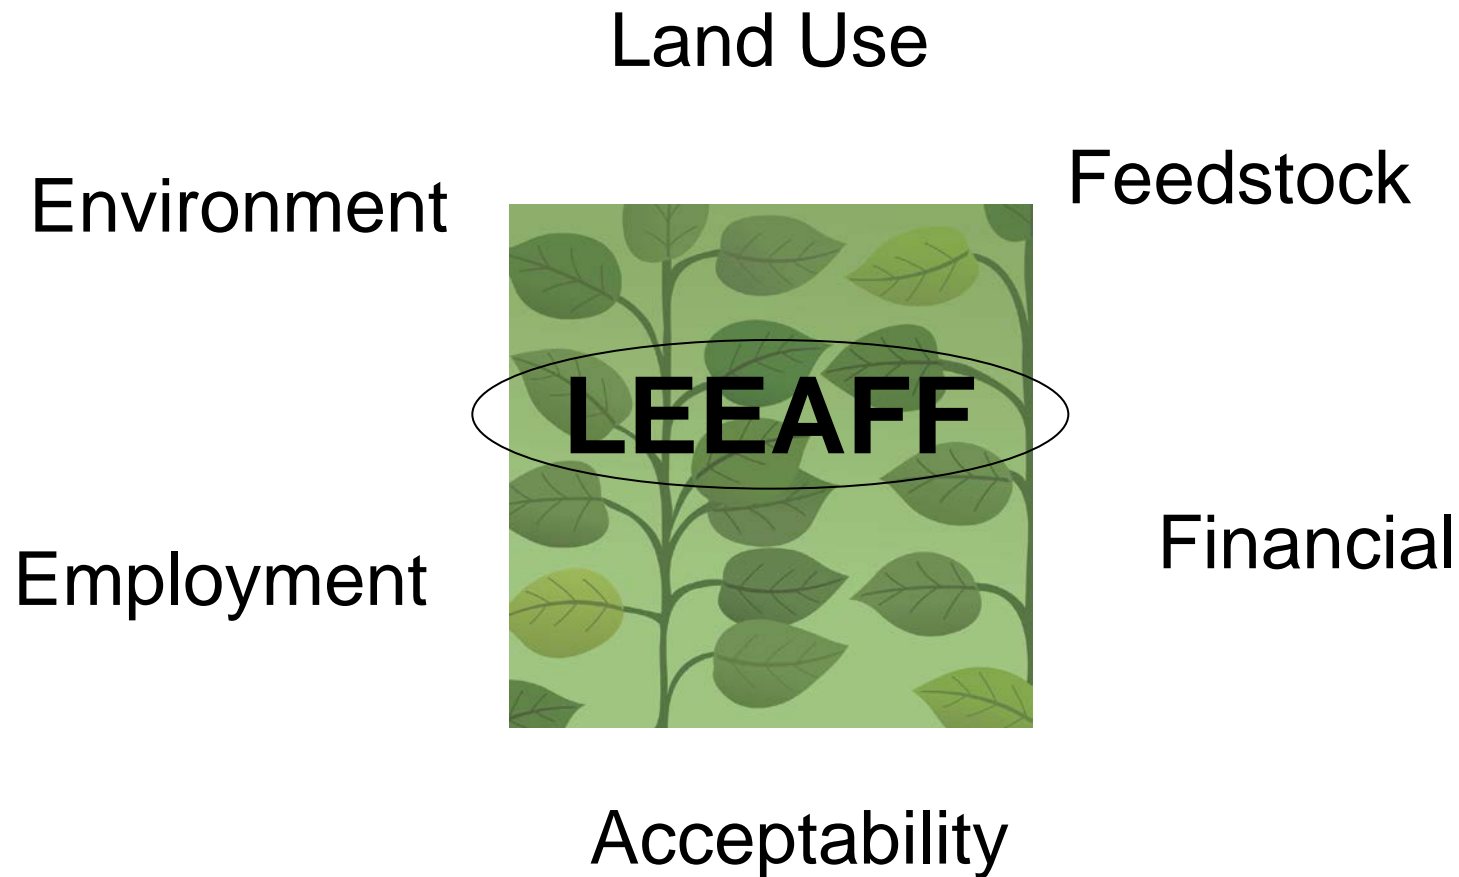 Land Use
Feedstock
Environment
LEEAFF
Financial
Employment
Acceptability